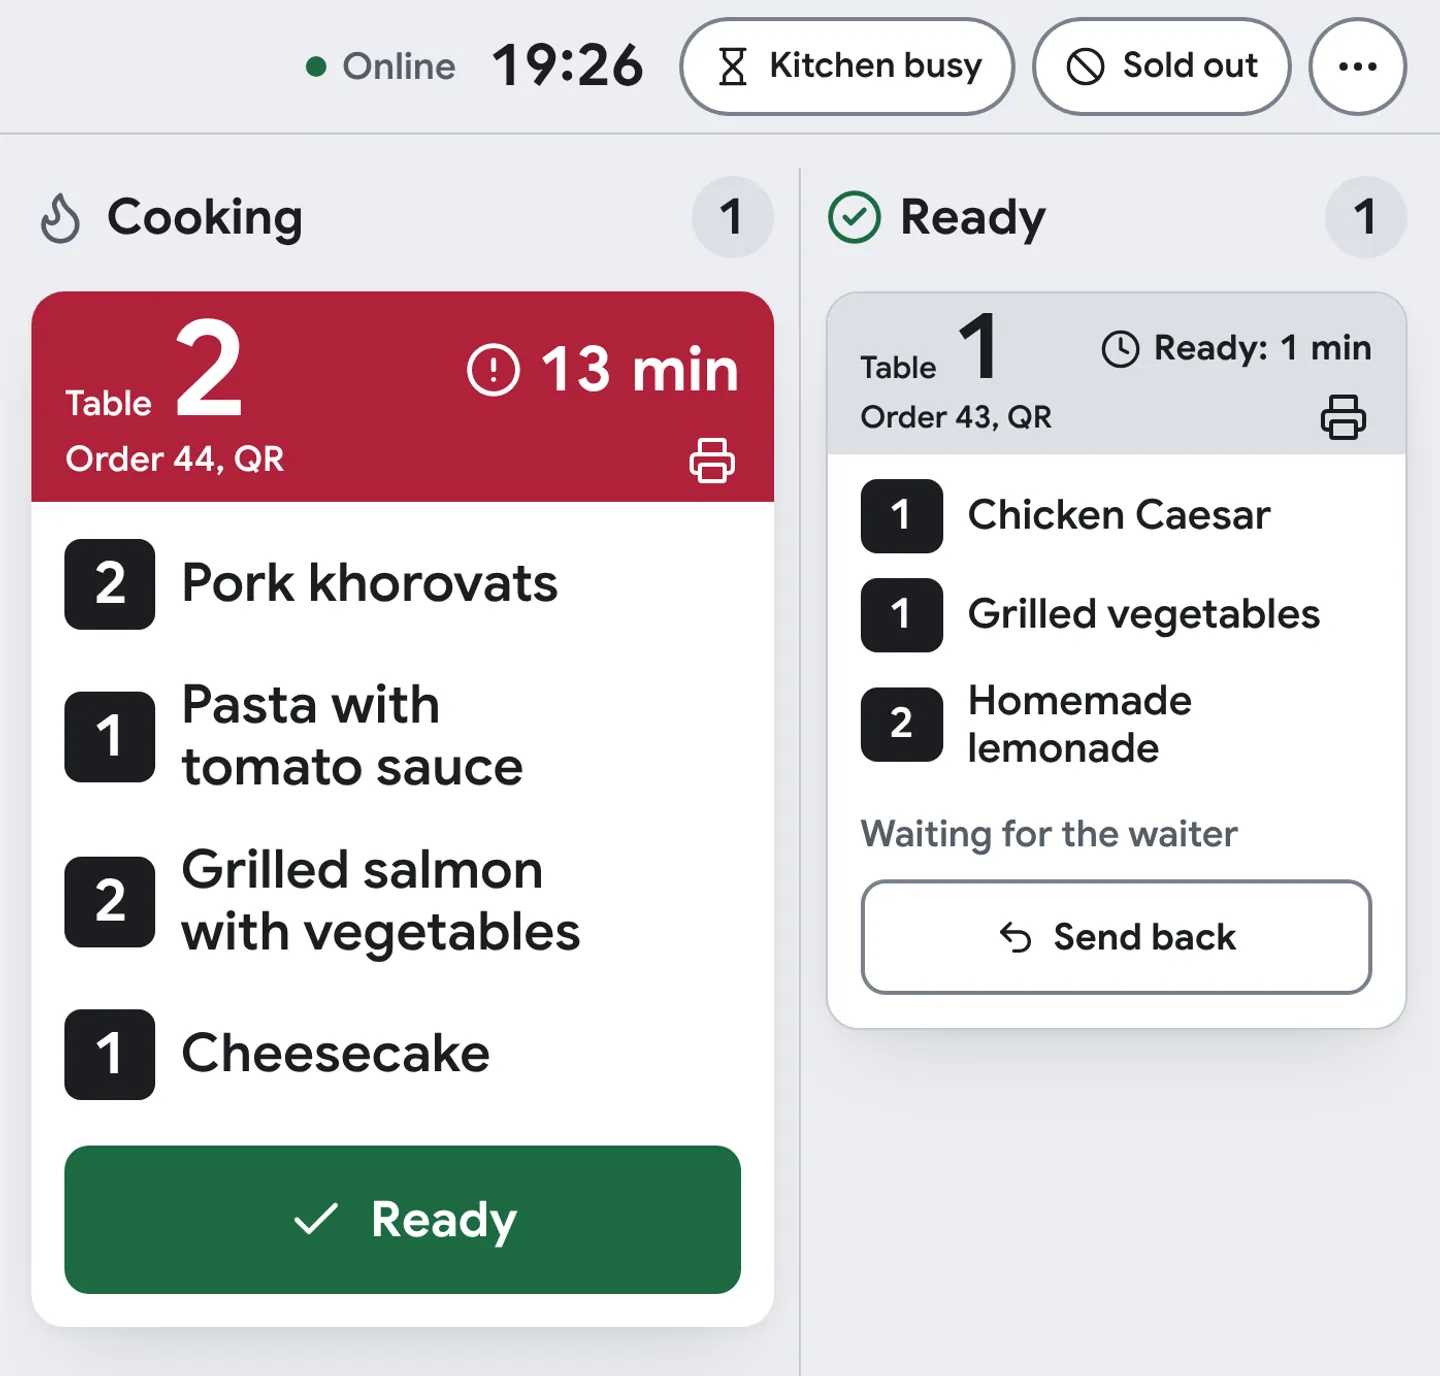 Online 19:26 Kitchen busy Sold out
Cooking 1
Table 2 13 min
Order 44, QR
2 Pork khorovats
1 Pasta with
tomato sauce
2 Grilled salmon
with vegetables
1 Cheesecake
Ready
Ready 1
Table 1 Ready: 1 min
Order 43, QR
1 Chicken Caesar
1 Grilled vegetables
2 Homemade
lemonade
Waiting for the waiter
Send back